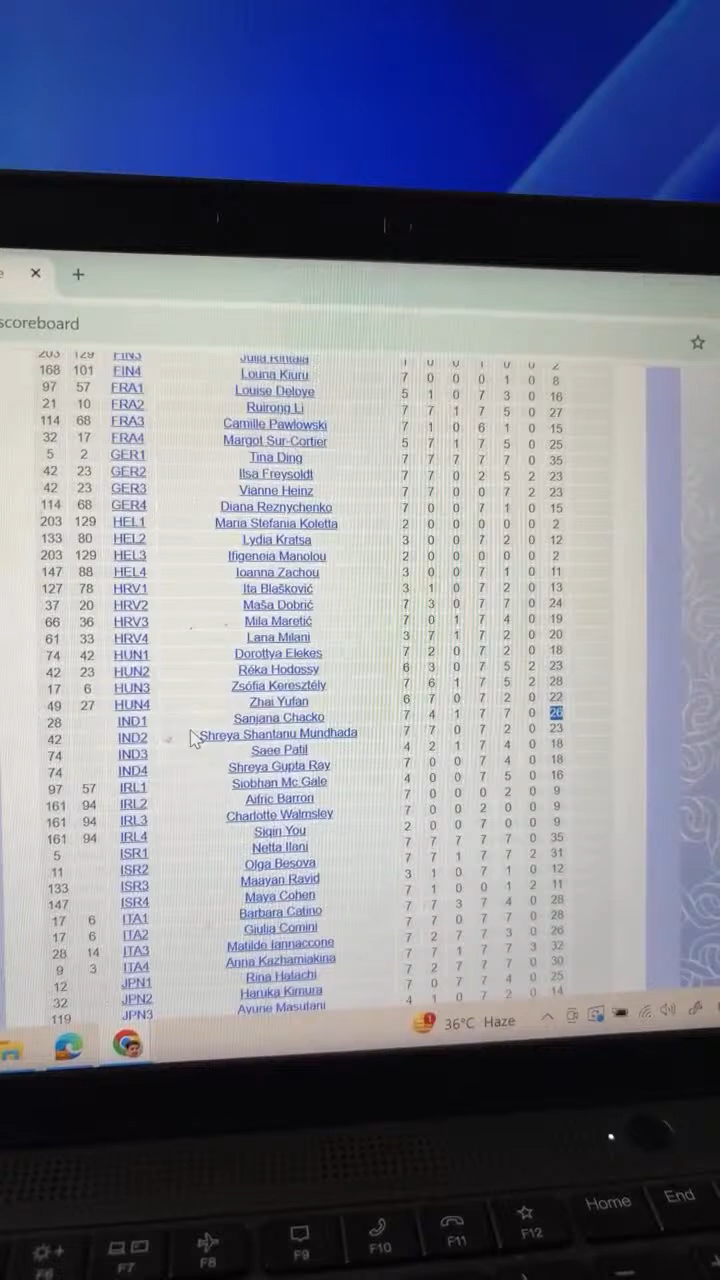 scoreboard
203 129 FIN3 Julia Rintala 1 0 0 1 0 0 2
168 101 FIN4 Louna Kiuru 7 0 0 0 1 0 8
97 57 FRA1 Louise Deloye 5 1 0 7 3 0 16
21 10 FRA2 Ruirong Li 7 7 1 7 5 0 27
114 68 FRA3 Camille Pawlowski 7 1 0 6 1 0 15
32 17 FRA4 Margot Sur-Cortier 5 7 1 7 5 0 25
5 2 GER1 Tina Ding 7 7 7 7 7 0 35
42 23 GER2 Ilsa Freysoldt 7 7 0 2 5 2 23
42 23 GER3 Vianne Heinz 7 7 0 0 7 2 23
114 68 GER4 Diana Reznychenko 7 0 0 7 1 0 15
203 129 HEL1 Maria Stefania Koletta 2 0 0 0 0 0 2
133 80 HEL2 Lydia Kratsa 3 0 0 7 2 0 12
203 129 HEL3 Ifigeneia Manolou 2 0 0 0 0 0 2
147 88 HEL4 Ioanna Zachou 3 0 0 7 1 0 11
127 78 HRV1 Ita Blašković 3 1 0 7 2 0 13
37 20 HRV2 Maša Dobrić 7 3 0 7 7 0 24
66 36 HRV3 Mila Maretić 7 0 1 7 4 0 19
61 33 HRV4 Lana Milani 3 7 1 7 2 0 20
74 42 HUN1 Dorottya Elekes 7 2 0 7 2 0 18
42 23 HUN2 Réka Hodossy 6 3 0 7 5 2 23
17 6 HUN3 Zsófia Keresztély 7 6 1 7 5 2 28
49 27 HUN4 Zhai Yufan 6 7 0 7 2 0 22
28 IND1 Sanjana Chacko 7 4 1 7 7 0 26
42 IND2 Shreya Shantanu Mundhada 7 7 0 7 2 0 23
74 IND3 Saee Patil 4 2 1 7 4 0 18
74 IND4 Shreya Gupta Ray 7 0 0 7 4 0 18
97 57 IRL1 Siobhan Mc Gale 4 0 0 7 5 0 16
161 94 IRL2 Aifric Barron 7 0 0 0 2 0 9
161 94 IRL3 Charlotte Walmsley 7 0 0 2 0 0 9
161 94 IRL4 Siqin You 2 0 0 7 0 0 9
5 ISR1 Netta Ilani 7 7 7 7 7 0 35
11 ISR2 Olga Besova 7 7 1 7 7 2 31
133 ISR3 Maayan Ravid 3 1 0 7 1 0 12
147 ISR4 Maya Cohen 7 1 0 0 1 2 11
17 6 ITA1 Barbara Catino 7 7 3 7 4 0 28
17 6 ITA2 Giulia Comini 7 7 0 7 7 0 28
28 14 ITA3 Matilde Iannaccone 7 2 7 7 3 0 26
9 3 ITA4 Anna Kazhamiakina 7 7 1 7 7 3 32
12 JPN1 Rina Hatachi 7 2 7 7 7 0 30
32 JPN2 Haruka Kimura 7 0 7 7 4 0 25
119 JPN3 Ayune Masutani 4 1 0 7 2 0 14
1 36°C Haze
Home End
F6 F7 F8 F9 F10 F11 F12